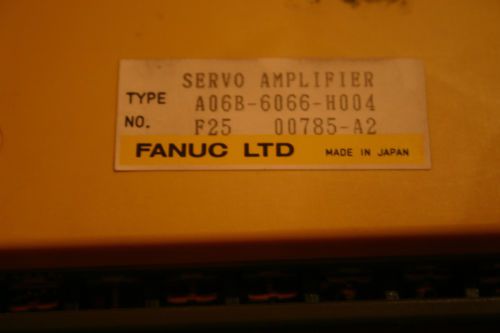 SERVO AMPLIFIER
TYPE A06B-6066-H004
NO. F25 00785-A2
FANUC LTD MADE IN JAPAN